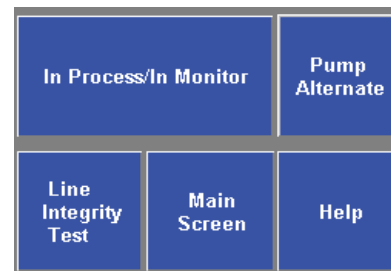 In Process/In Monitor
Pump
Alternate
Line
Integrity
Test
Main
Screen
Help